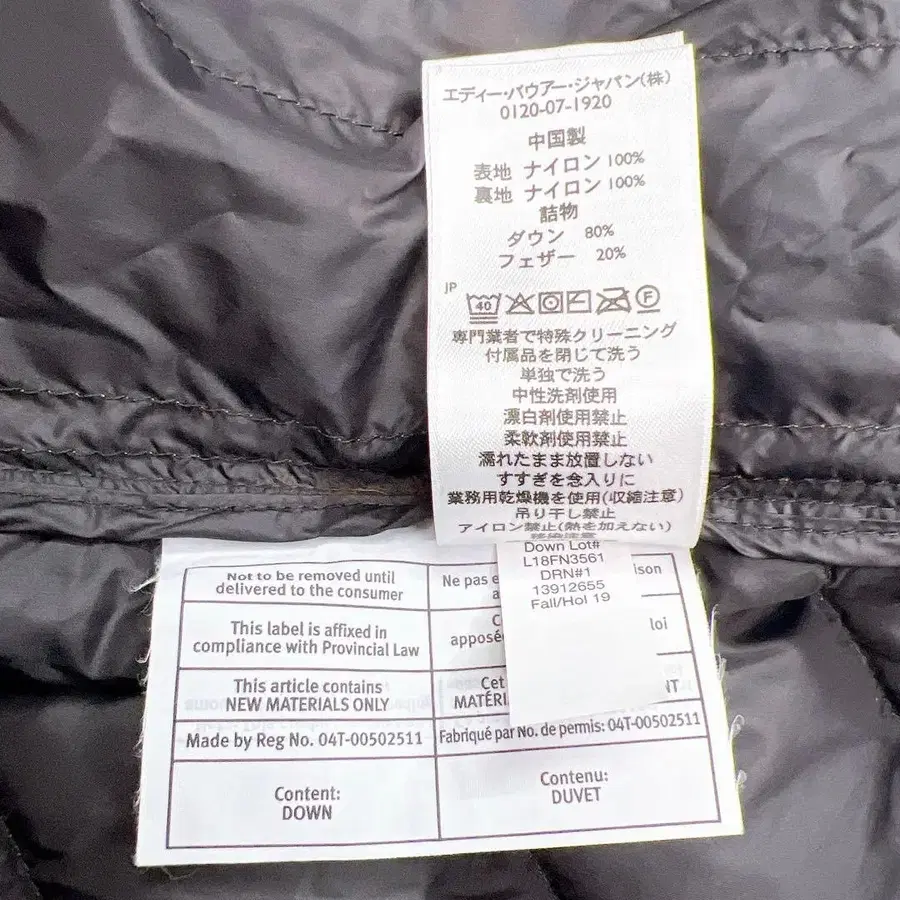 エディー・バウアー・ジャパン(株)
0120-07-1920
中国製
表地 ナイロン 100%
裏地 ナイロン 100%
詰物
ダウン 80%
フェザー 20%
JP
40
F
専門業者で特殊クリーニング
付属品を閉じて洗う
単独で洗う
中性洗剤使用
漂白剤使用禁止
柔軟剤使用禁止
濡れたまま放置しない
すすぎを念入りに
業務用乾燥機を使用(収縮注意)
吊り干し禁止
アイロン禁止(熱を加えない)
Down Lot#
L18FN3561
DRN#1
13912655
Fall/Hol 19
Not to be removed until
delivered to the consumer
Ne pas
This label is affixed in
compliance with Provincial Law
apposé
loi
This article contains
NEW MATERIALS ONLY
Cet
Made by Reg No. 04T-00502511
Fabriqué par No. de permis: 04T-00502511
Content:
DOWN
Contenu:
DUVET